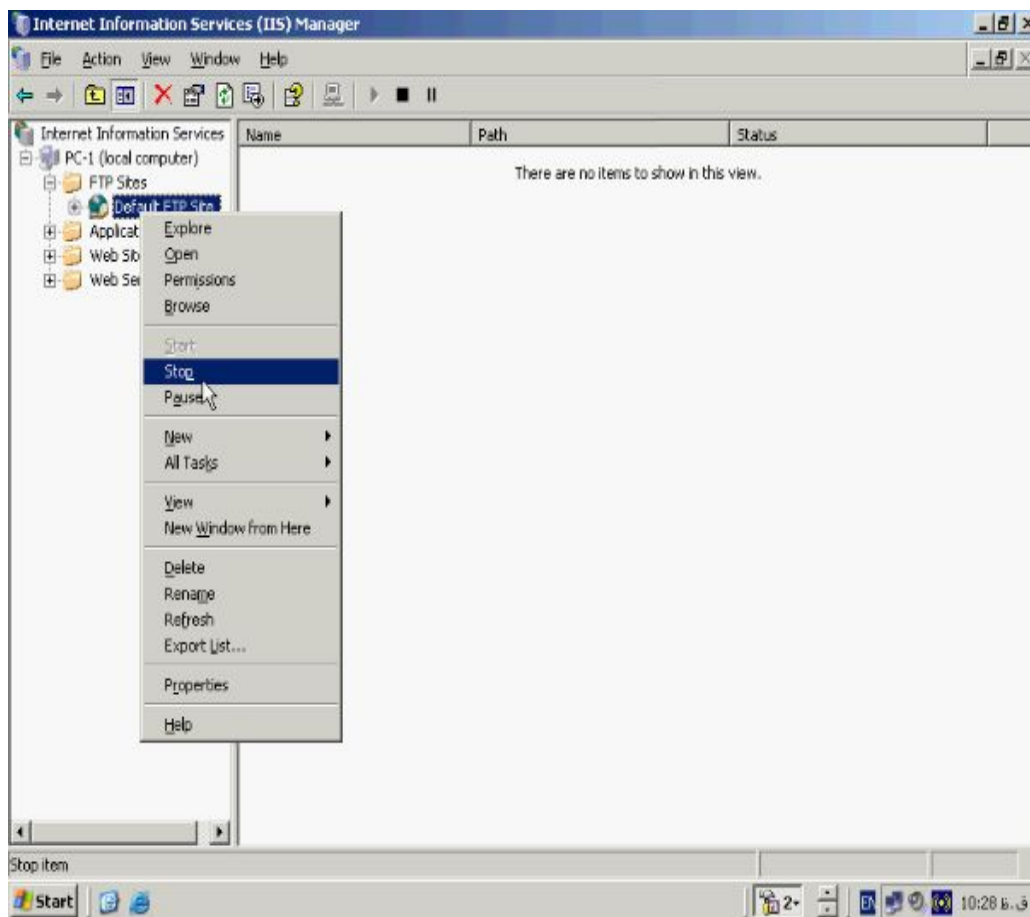 Internet Information Services (IIS) Manager
File Action View Window Help
Internet Information Services
Name Path Status
PC-1 (local computer)
There are no items to show in this view.
FTP Sites
Default FTP Site
Applicat
Web Sit
Web Ser
Explore
Open
Permissions
Browse
Start
Stop
Pause
New
All Tasks
View
New Window from Here
Delete
Rename
Refresh
Export List...
Properties
Help
Stop item
Start
2
EN
10:28 ق.ظ